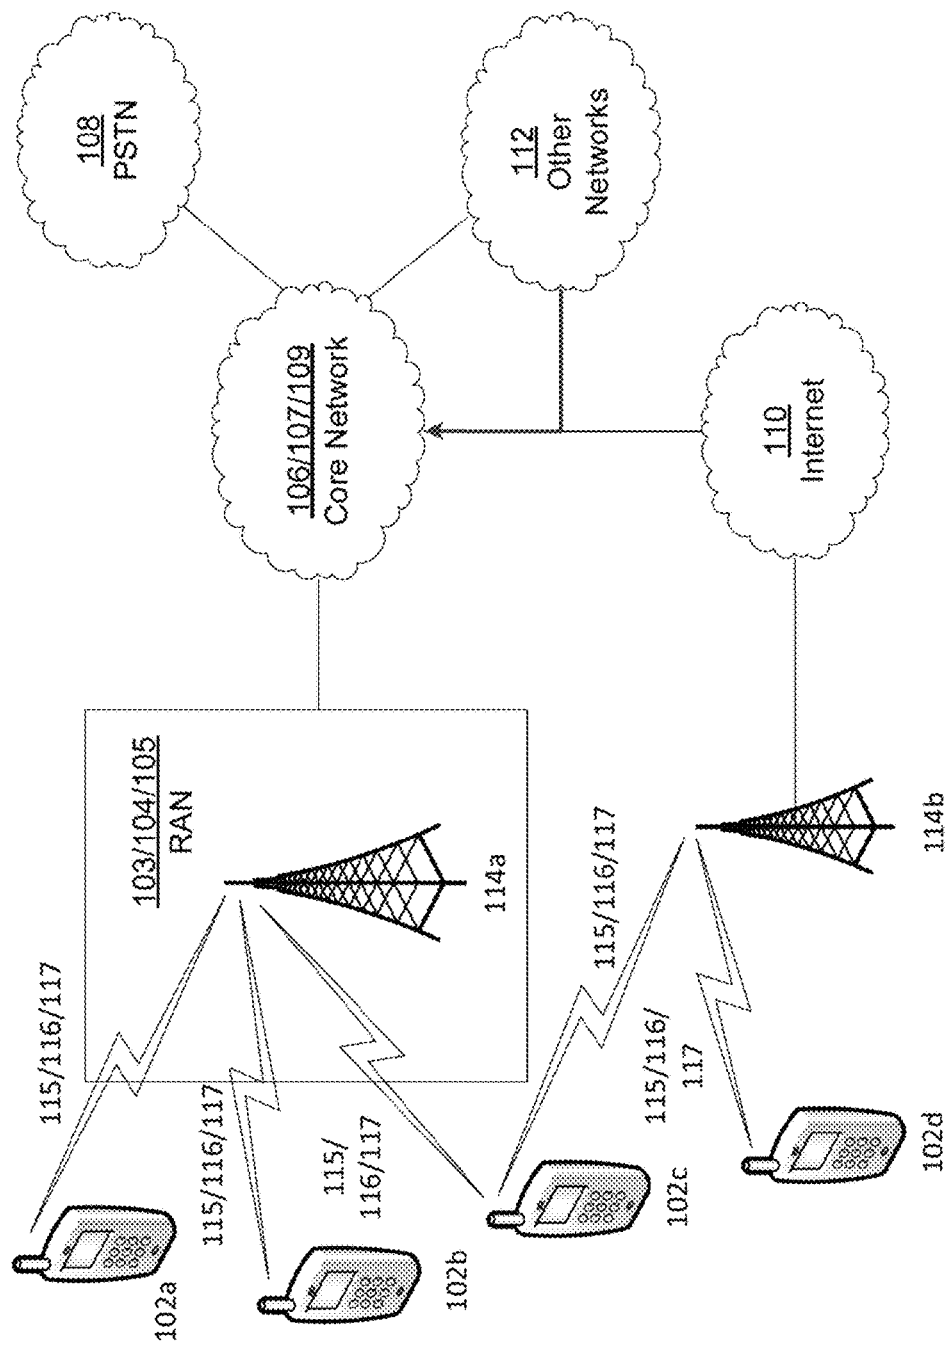 115/116/117
102a
103/104/105
RAN
108
PSTN
115/116/117
102b
114a
106/107/109
Core Network
115/
116/117
102c
112
Other
Networks
115/116/117
115/116/
117
102d
114b
110
Internet